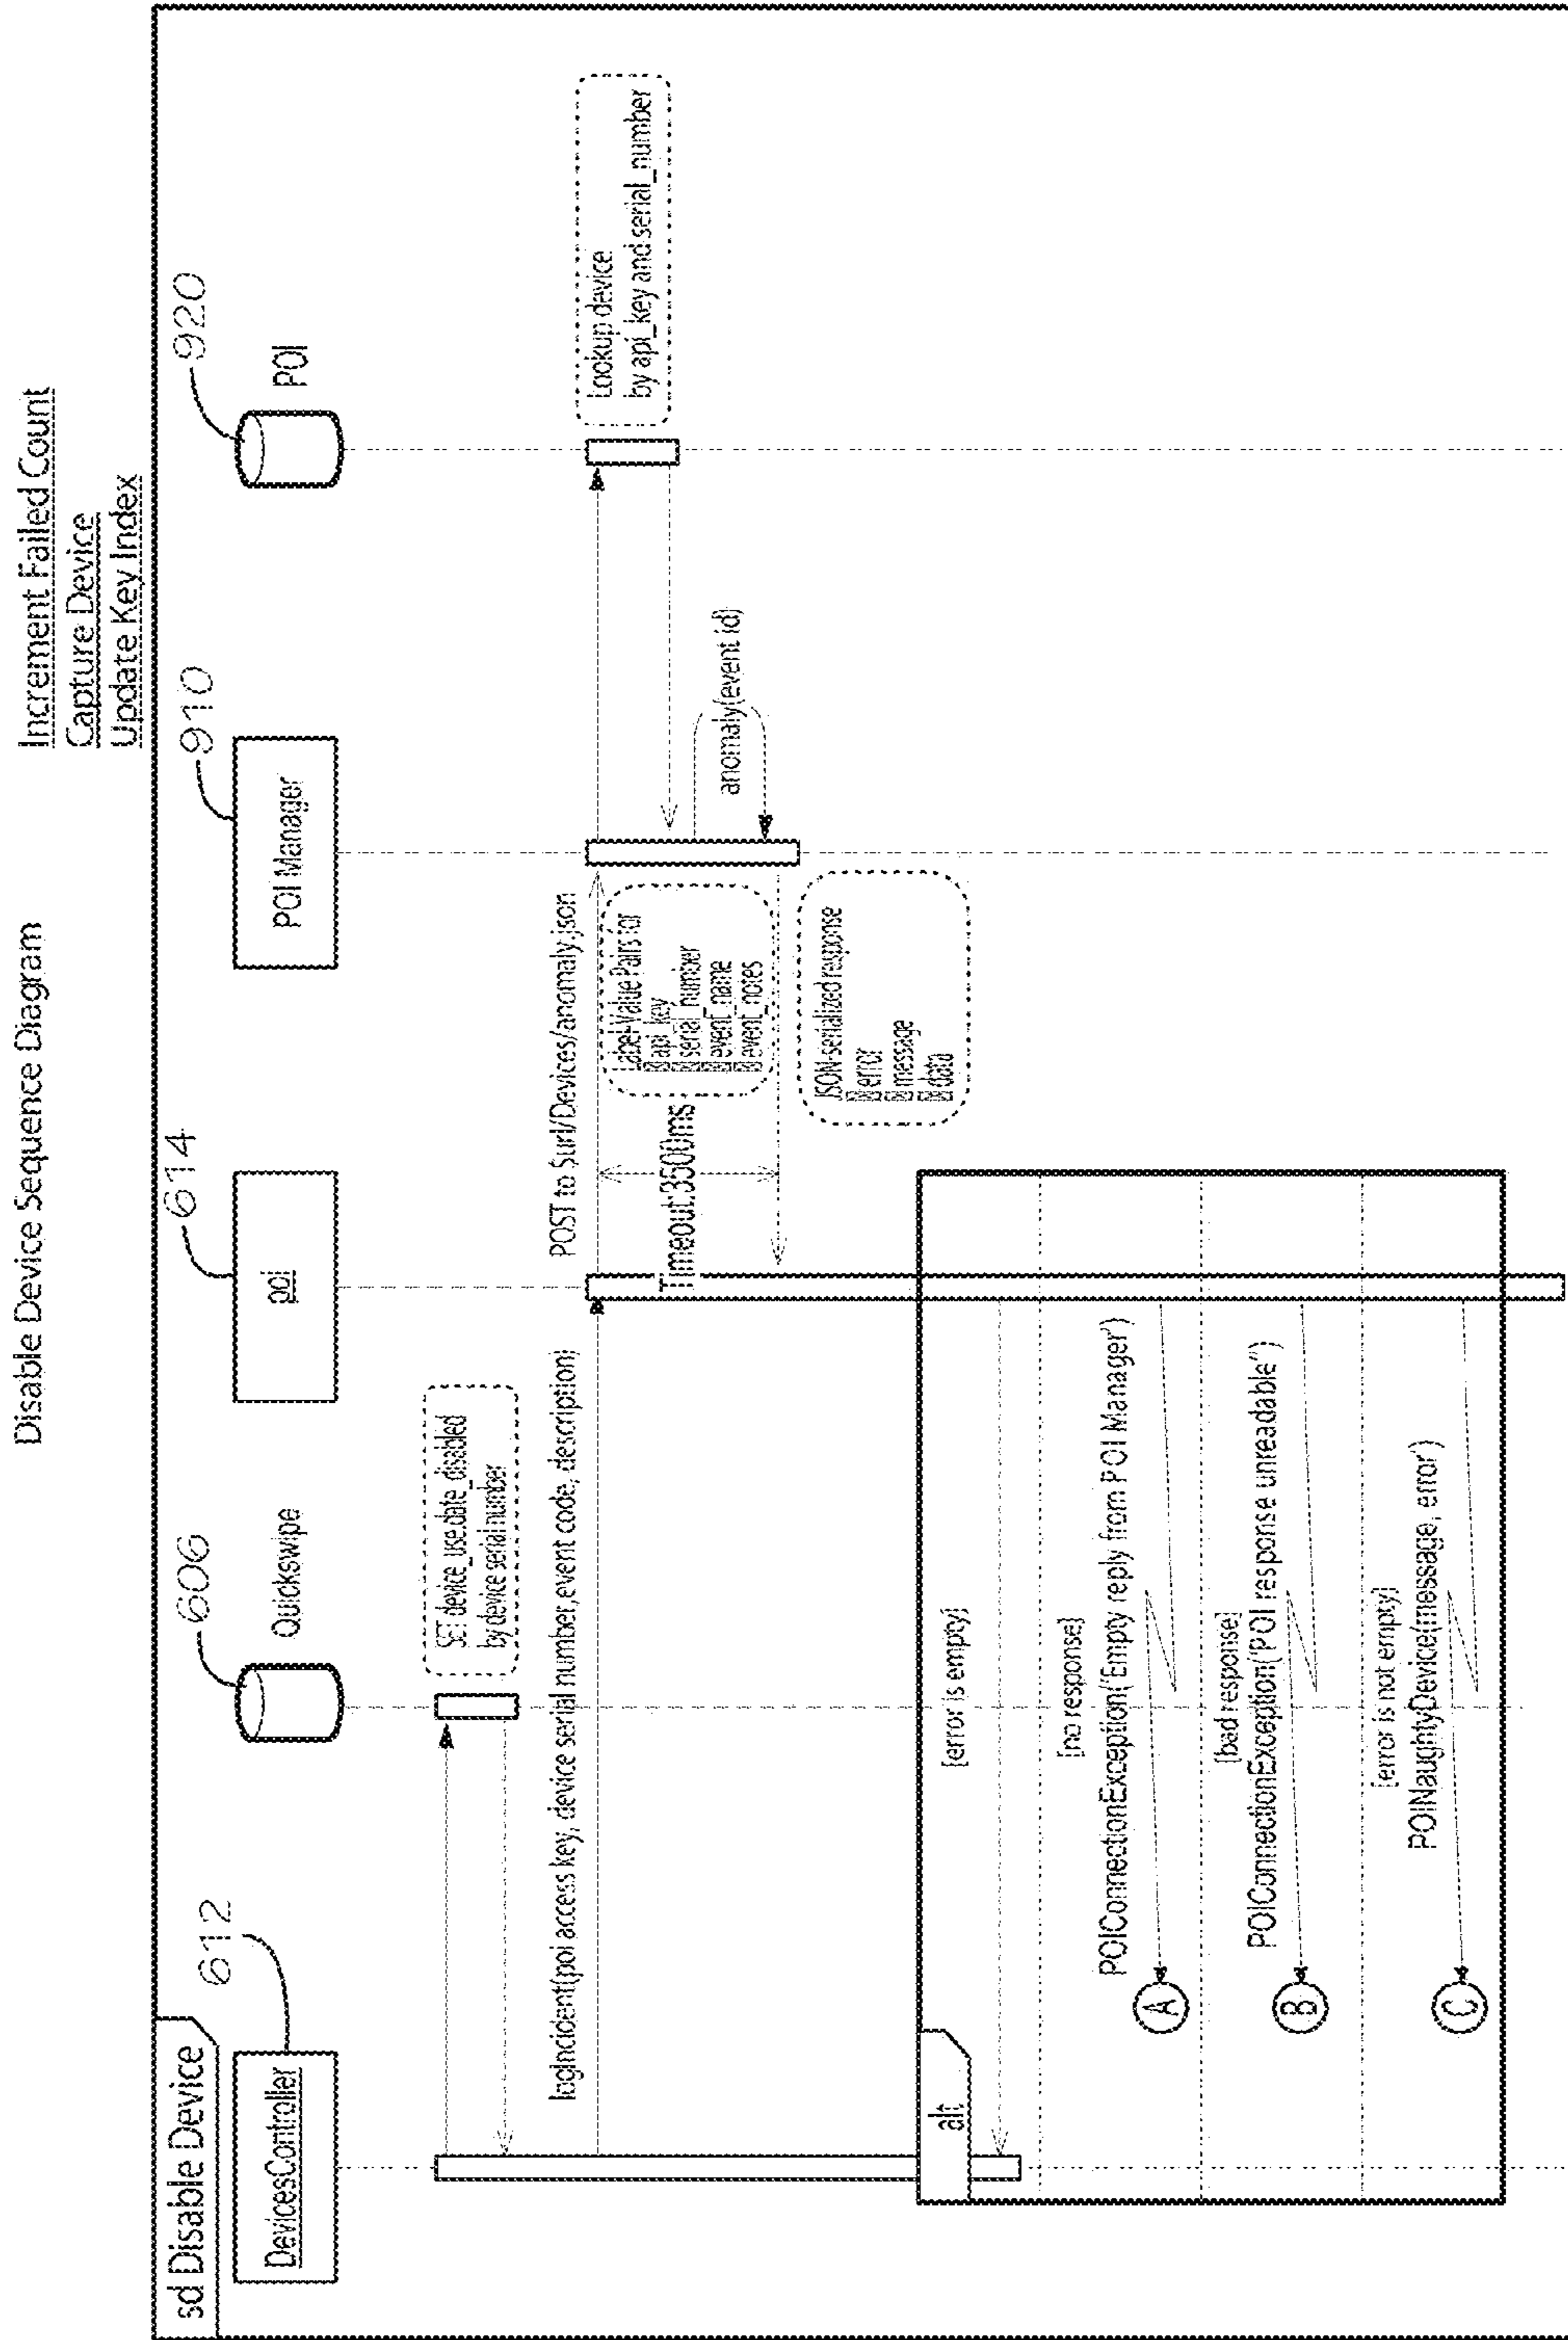 Disable Device Sequence Diagram
Increment Failed Count
Capture Device
Update Key Index
sd Disable Device
612
606
614
910
920
DevicesController
Quickswipe
poi
POI Manager
POI
SET device_use.date_disabled
by device serial number
logIncident(poi access key, device serial number, event code, description)
POST to $url/Devices/anomaly.json
Lookup device
by api_key and serial_number
Label-Value Pairs for
api_key
serial_number
event_name
event_notes
Timeout:3500ms
anomaly(event id)
JSON-serialized response
error
message
data
alt
[error is empty]
[no response]
POIConnectionException('Empty reply from POI Manager')
A
[bad response]
POIConnectionException('POI response unreadable'')
B
[error is not empty]
POINaughtyDevice(message, error')
C